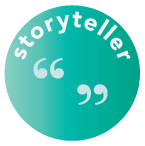 storyteller
“ ”